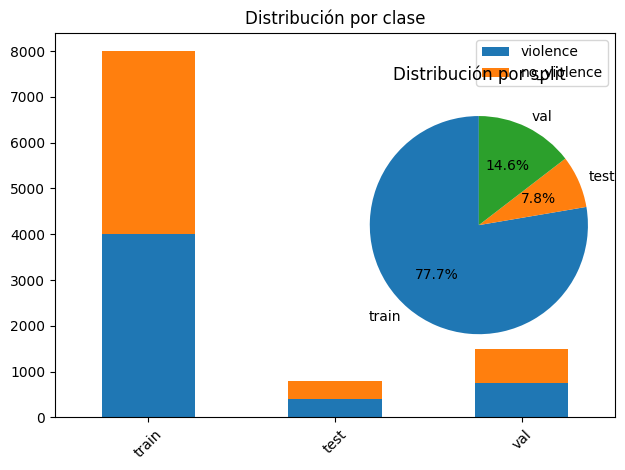 Distribución por clase
8000
7000
6000
5000
4000
3000
2000
1000
0
train
test
val
violence
no_violence
Distribución por split
val
14.6%
test
7.8%
77.7%
train